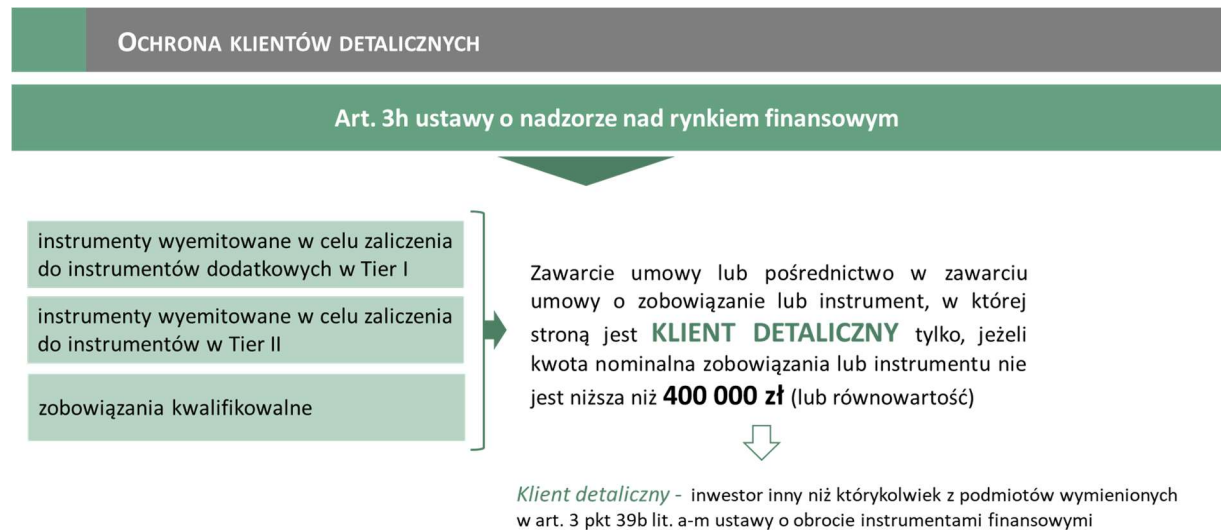 OCHRONA KLIENTÓW DETALICZNYCH
Art. 3h ustawy o nadzorze nad rynkiem finansowym
instrumenty wyemitowane w celu zaliczenia
do instrumentów dodatkowych w Tier I
instrumenty wyemitowane w celu zaliczenia
do instrumentów w Tier II
zobowiązania kwalifikowalne
Zawarcie umowy lub pośrednictwo w zawarciu
umowy o zobowiązanie lub instrument, w której
stroną jest KLIENT DETALICZNY tylko, jeżeli
kwota nominalna zobowiązania lub instrumentu nie
jest niższa niż 400 000 zł (lub równowartość)
Klient detaliczny - inwestor inny niż którykolwiek z podmiotów wymienionych
w art. 3 pkt 39b lit. a-m ustawy o obrocie instrumentami finansowymi